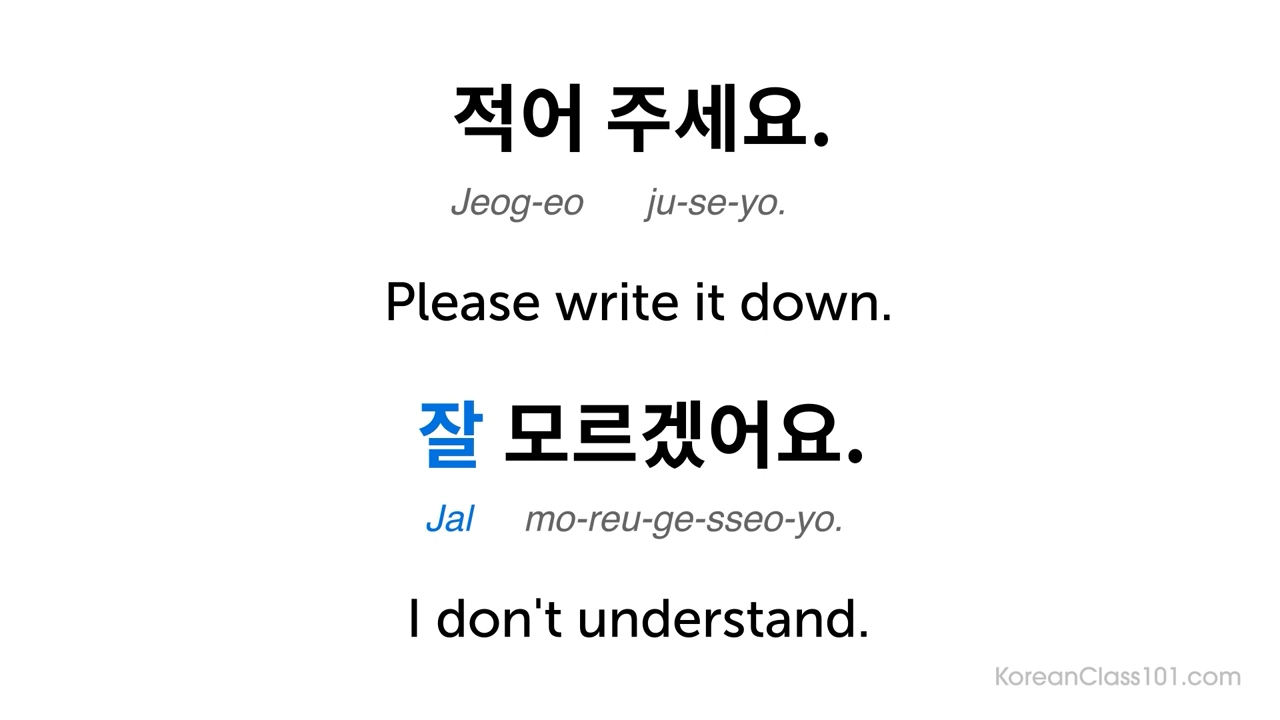 적어 주세요.
Jeog-eo ju-se-yo.
Please write it down.
잘 모르겠어요.
Jal mo-reu-ge-sseo-yo.
I don't understand.
KoreanClass101.com